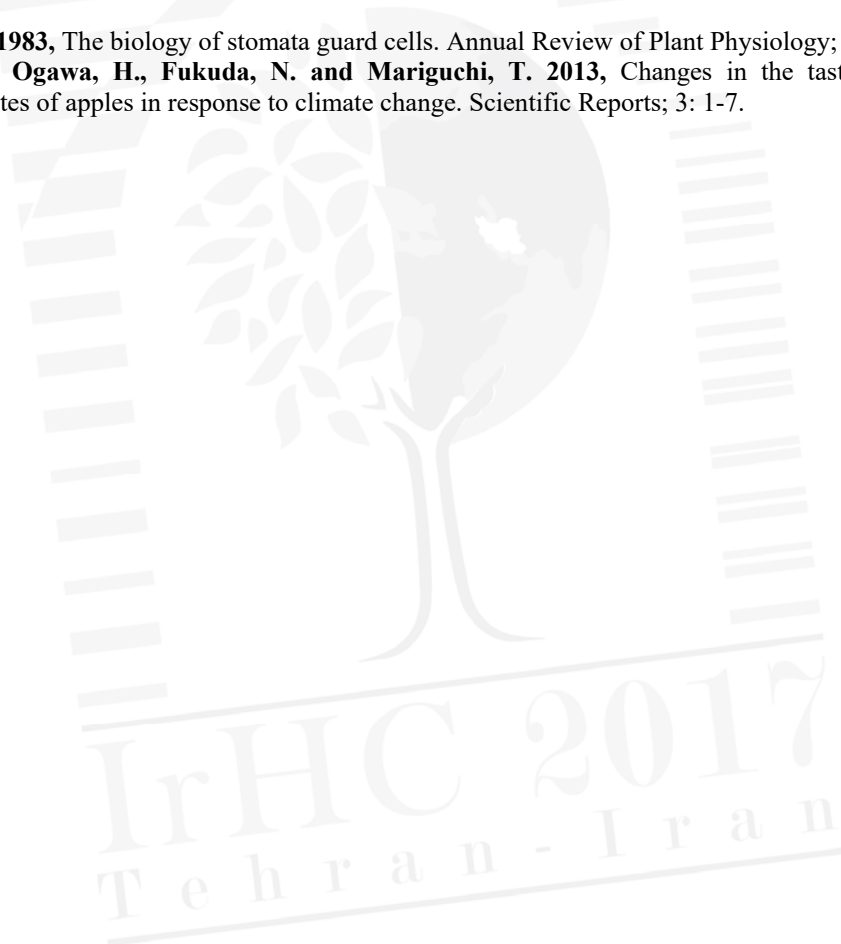 1983, The biology of stomata guard cells. Annual Review of Plant Physiology;
Ogawa, H., Fukuda, N. and Mariguchi, T. 2013, Changes in the tast
tes of apples in response to climate change. Scientific Reports; 3: 1-7.
IrHC 2017
Tehran - Iran